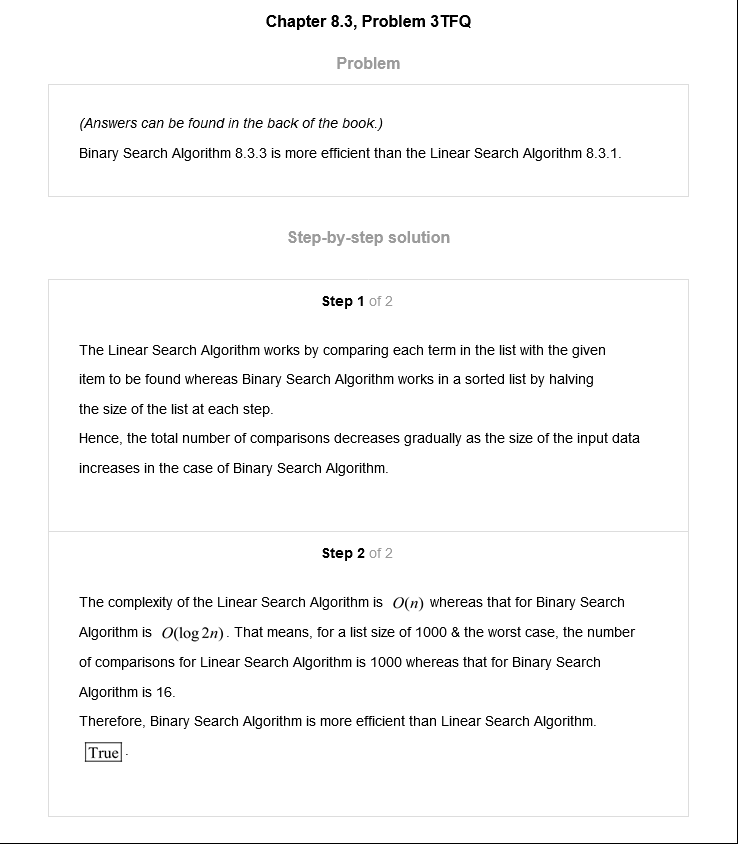 Chapter 8.3, Problem 3TFQ
Problem
(Answers can be found in the back of the book.)
Binary Search Algorithm 8.3.3 is more efficient than the Linear Search Algorithm 8.3.1.
Step-by-step solution
Step 1 of 2
The Linear Search Algorithm works by comparing each term in the list with the given
item to be found whereas Binary Search Algorithm works in a sorted list by halving
the size of the list at each step.
Hence, the total number of comparisons decreases gradually as the size of the input data
increases in the case of Binary Search Algorithm.
Step 2 of 2
The complexity of the Linear Search Algorithm is O(n) whereas that for Binary Search
Algorithm is O(log 2n). That means, for a list size of 1000 & the worst case, the number
of comparisons for Linear Search Algorithm is 1000 whereas that for Binary Search
Algorithm is 16.
Therefore, Binary Search Algorithm is more efficient than Linear Search Algorithm.
True.